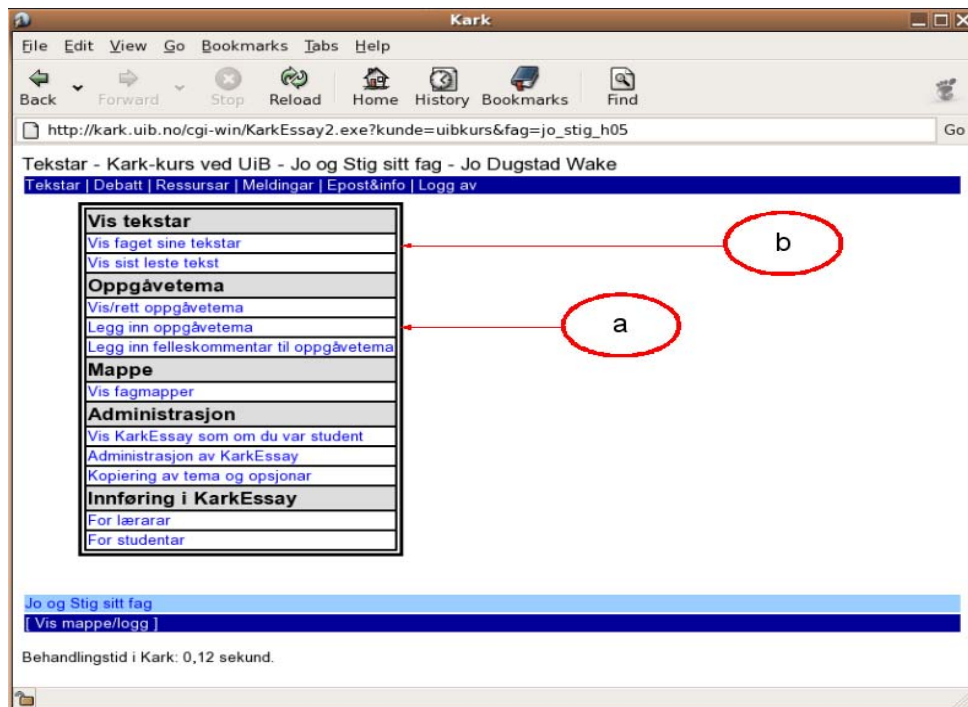 Kark
File Edit View Go Bookmarks Tabs Help
Back Forward Stop Reload Home History Bookmarks Find
http://kark.uib.no/cgi-win/KarkEssay2.exe?kunde=uibkurs&fag=jo_stig_h05 Go
Tekstar - Kark-kurs ved UiB - Jo og Stig sitt fag - Jo Dugstad Wake
Tekstar | Debatt | Ressursar | Meldingar | Epost&info | Logg av
Vis tekstar
Vis faget sine tekstar
b
Vis sist leste tekst
Oppgåvetema
Vis/rett oppgåvetema
Legg inn oppgåvetema
a
Legg inn felleskommentar til oppgåvetema
Mappe
Vis fagmapper
Administrasjon
Vis KarkEssay som om du var student
Administrasjon av KarkEssay
Kopiering av tema og opsjonar
Innføring i KarkEssay
For lærarar
For studentar
Jo og Stig sitt fag
[ Vis mappe/logg ]
Behandlingstid i Kark: 0,12 sekund.